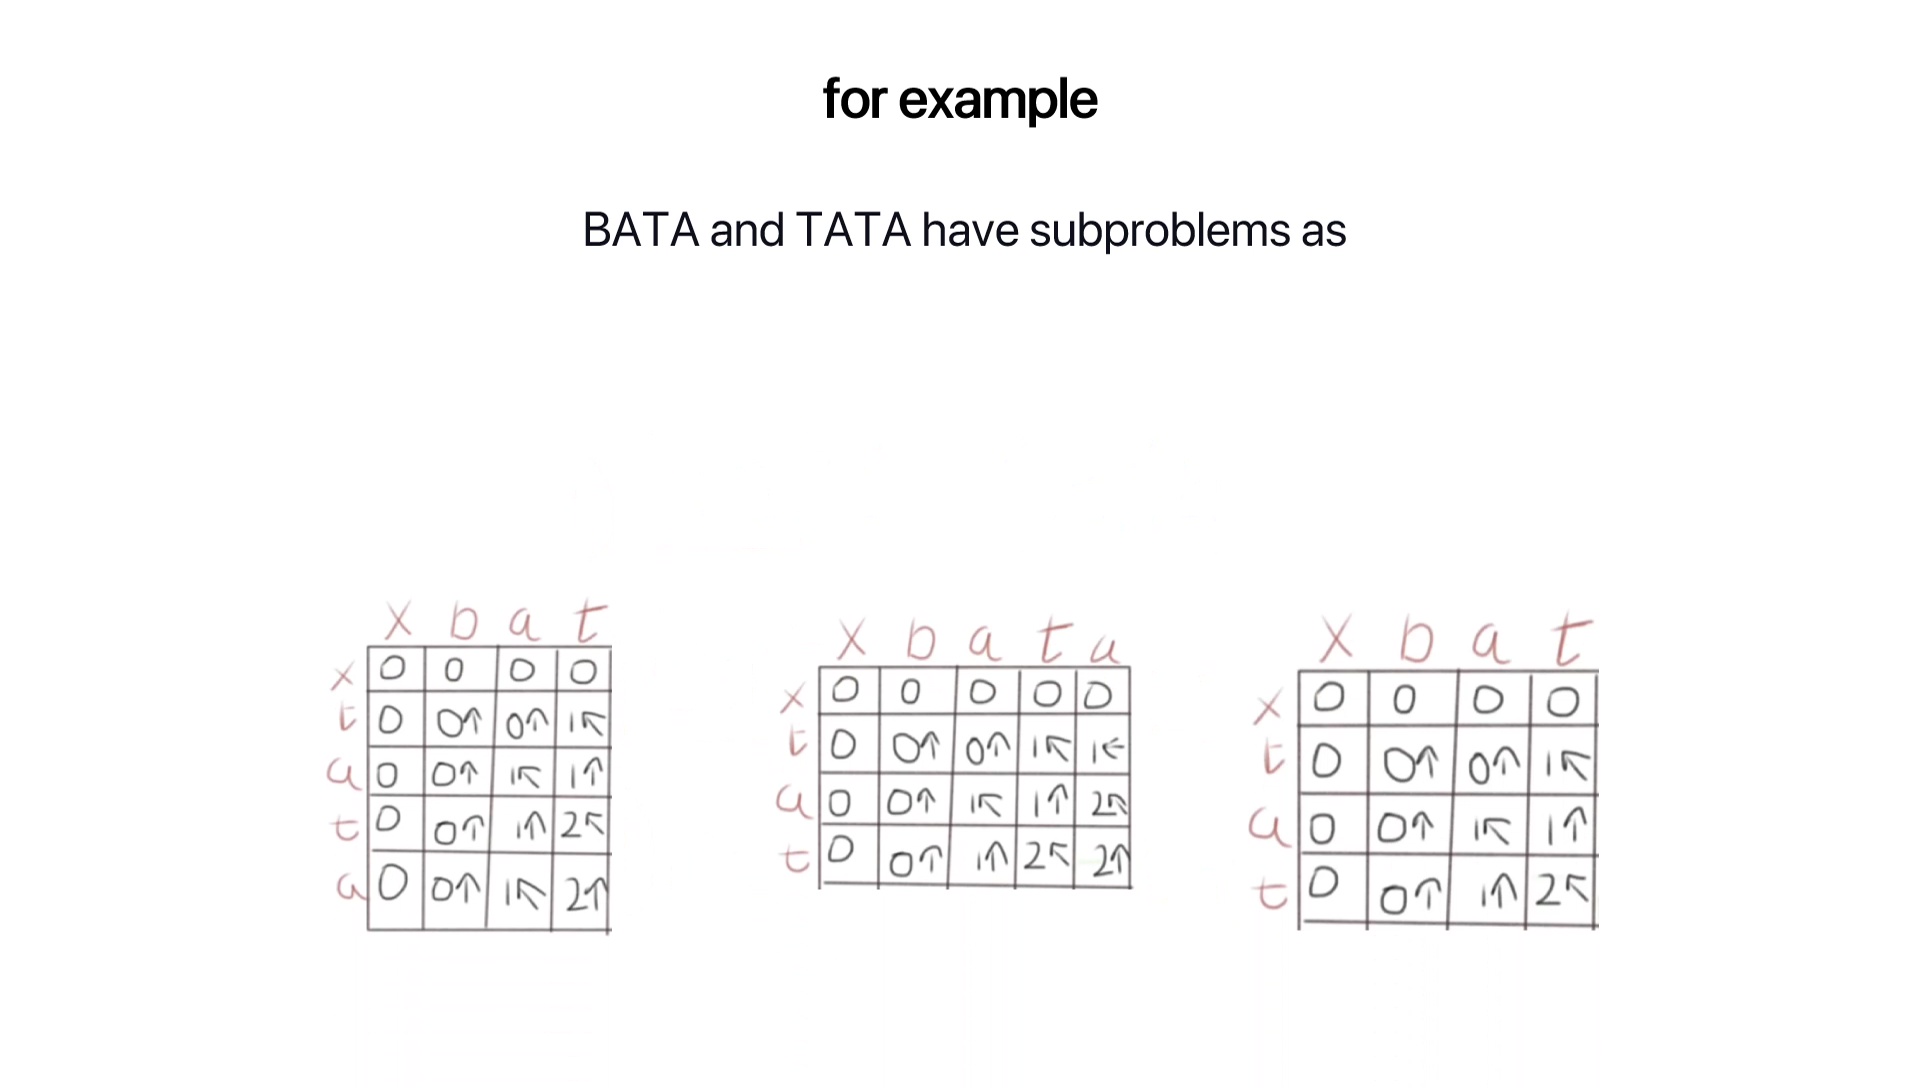 for example
BATA and TATA have subproblems as
x b a t
x 0 0 0 0
t 0 0↑ 0↑ 1↖
a 0 0↑ 1↖ 1↑
t 0 0↑ 1↑ 2↖
a 0 0↑ 1↖ 2↑
x b a t a
x 0 0 0 0 0
t 0 0↑ 0↑ 1↖ 1←
a 0 0↑ 1↖ 1↑ 2↖
t 0 0↑ 1↑ 2↖ 2↑
x b a t
x 0 0 0 0
t 0 0↑ 0↑ 1↖
a 0 0↑ 1↖ 1↑
t 0 0↑ 1↑ 2↖